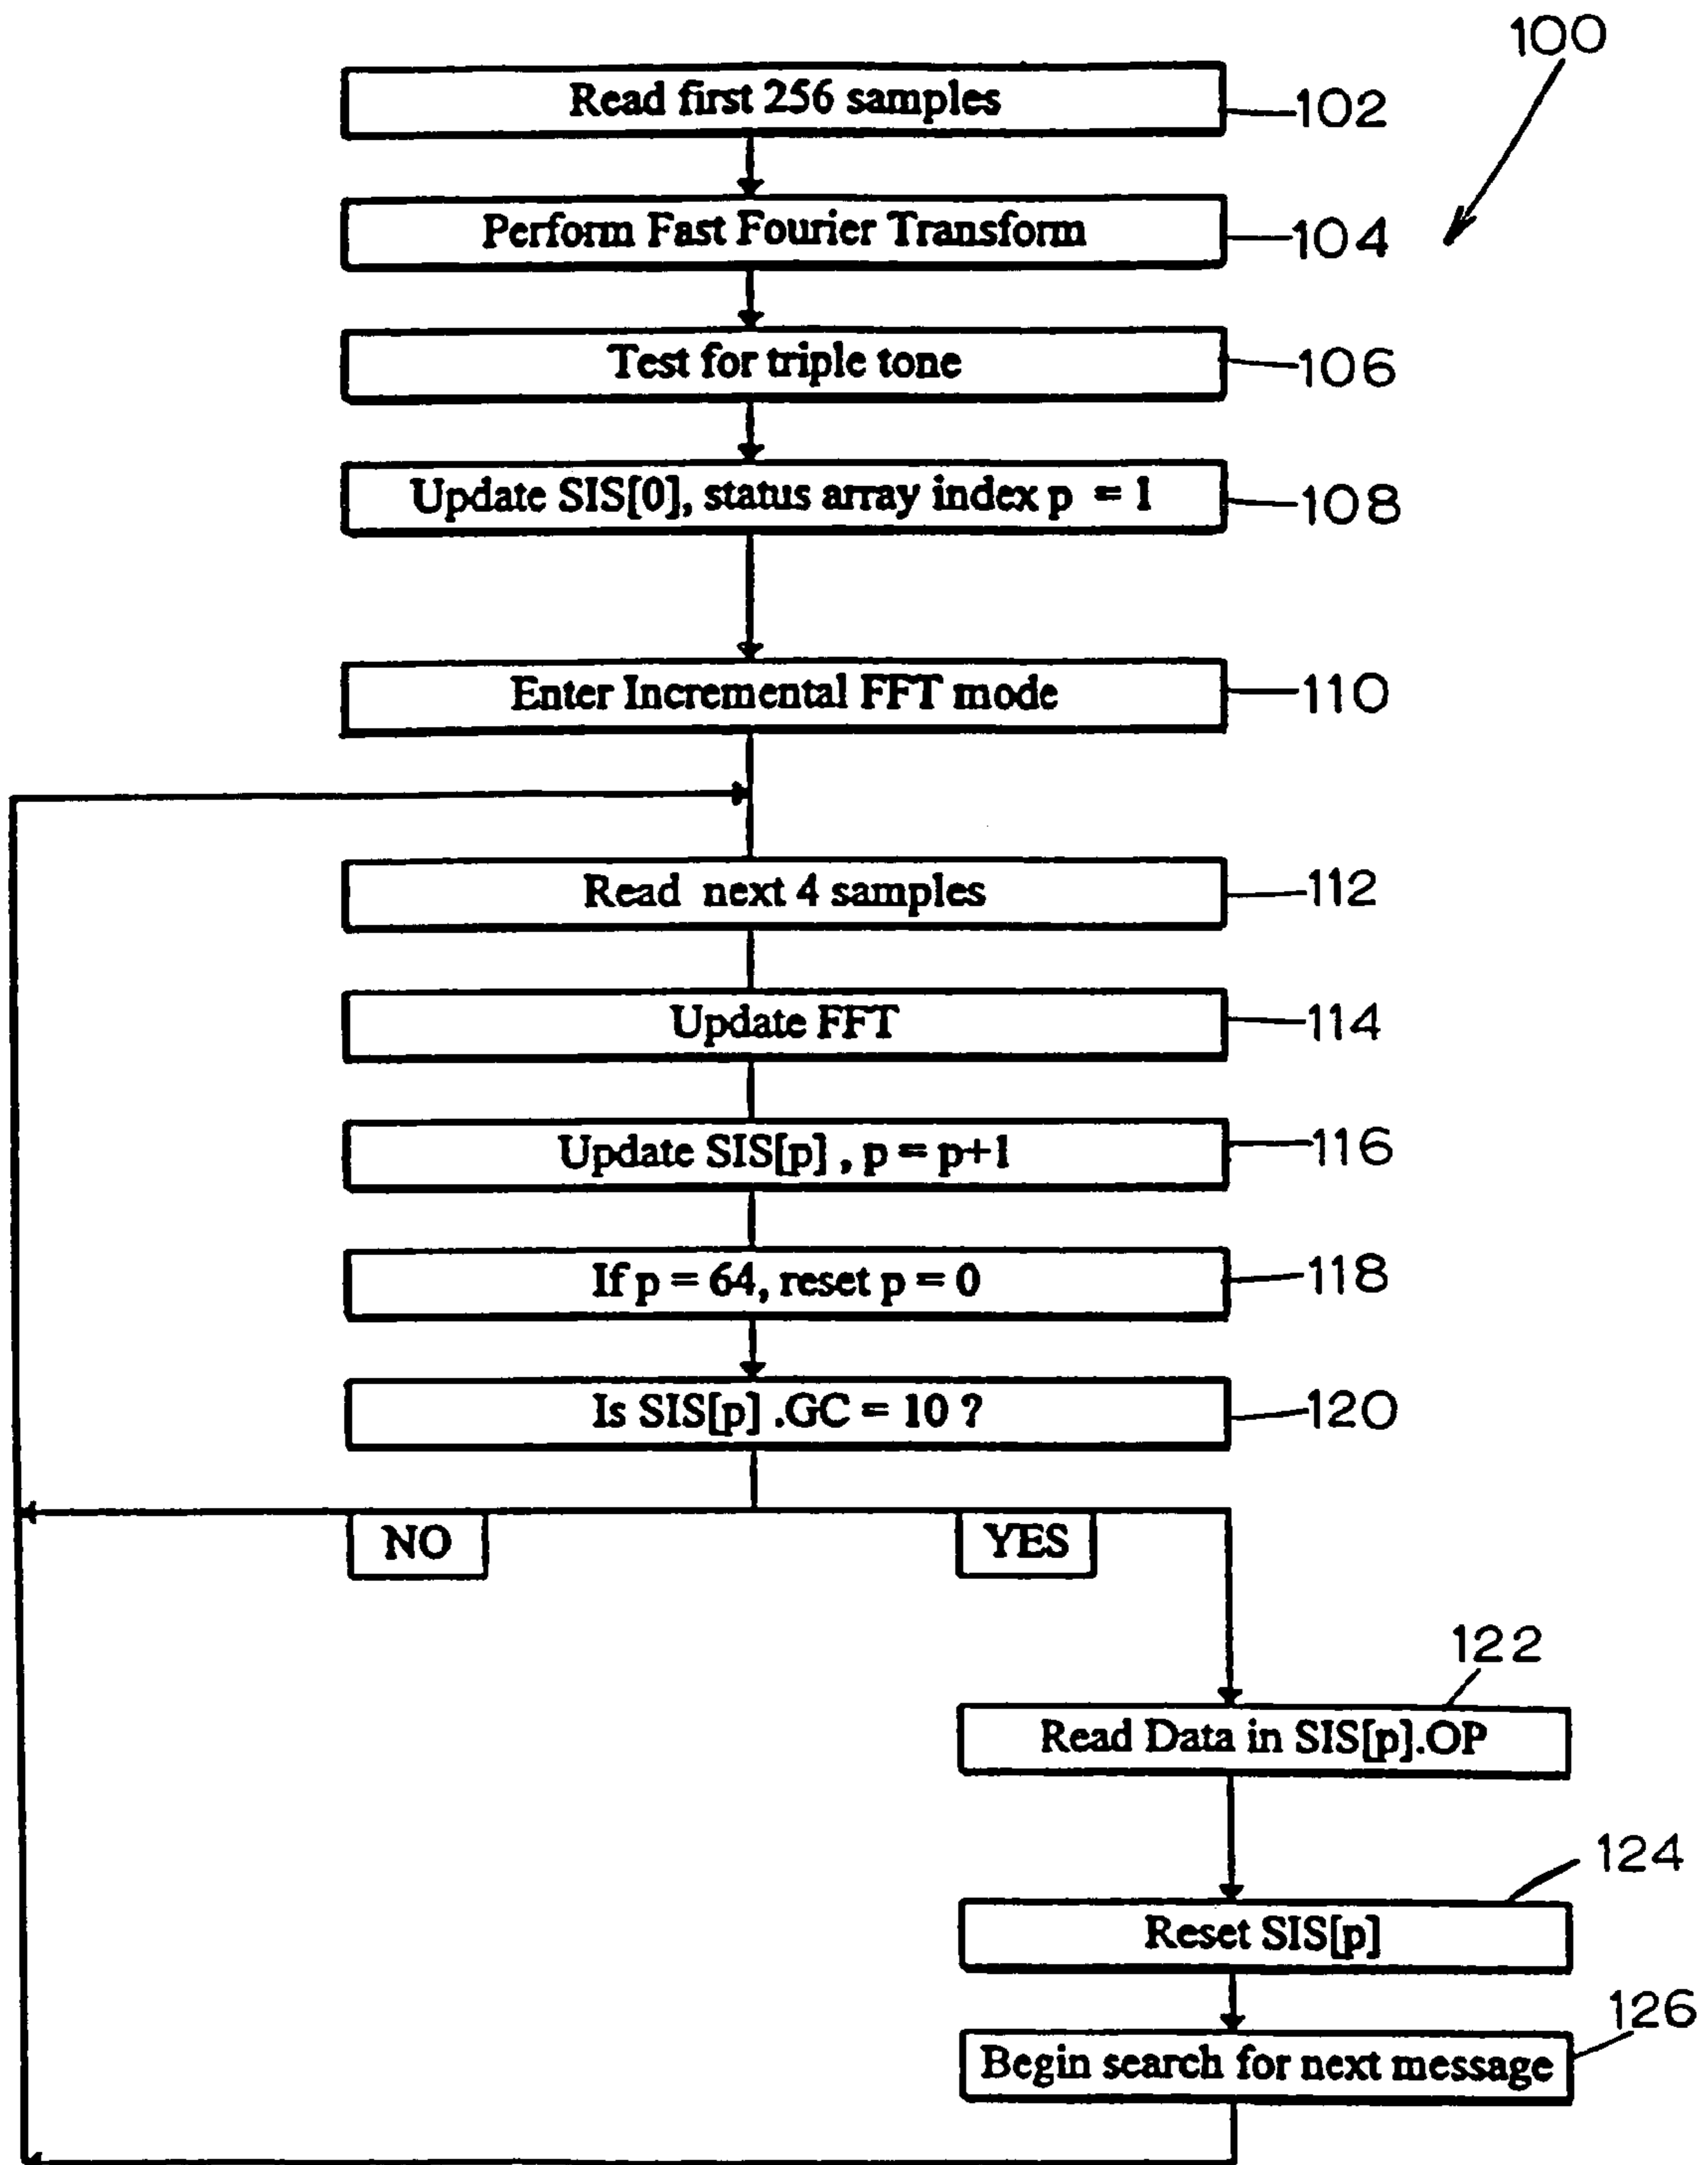 100
Read first 256 samples
102
Perform Fast Fourier Transform
104
Test for triple tone
106
Update SIS[0], status array index p = 1
108
Enter Incremental FFT mode
110
Read next 4 samples
112
Update FFT
114
Update SIS[p] , p = p+1
116
If p = 64, reset p = 0
118
Is SIS[p] .GC = 10 ?
120
NO
YES
122
Read Data in SIS[p].OP
124
Reset SIS[p]
126
Begin search for next message